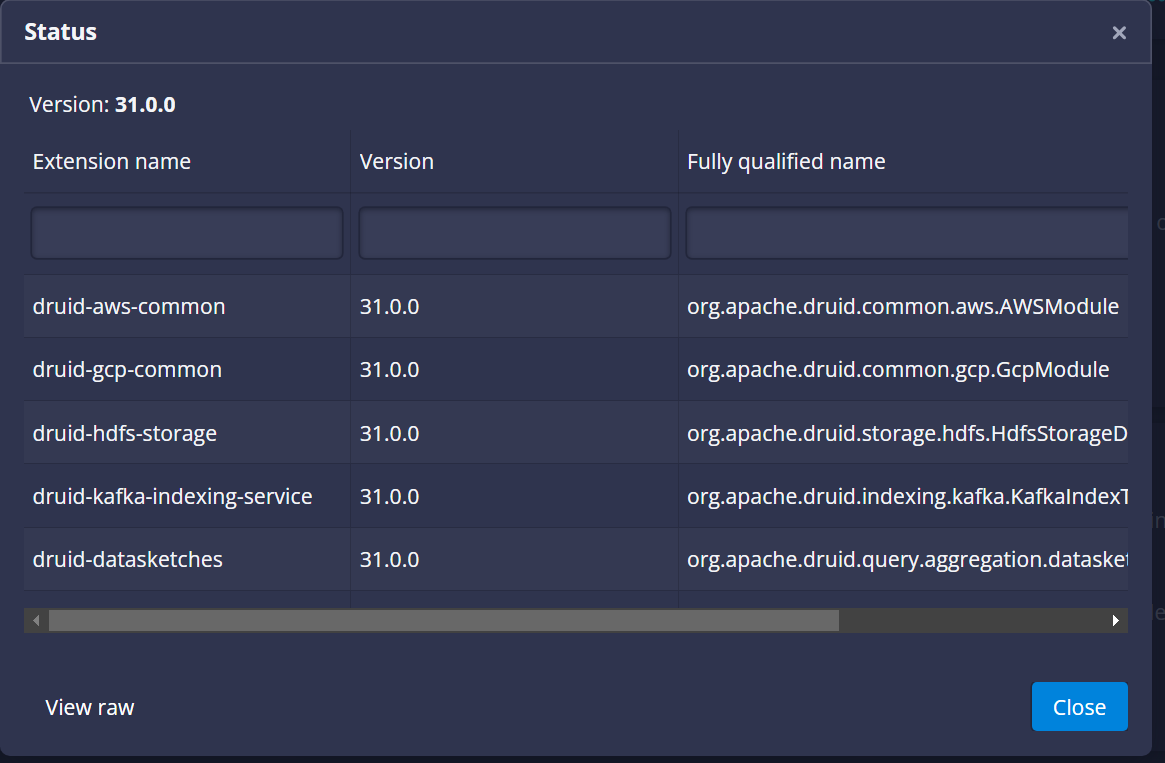 Status
Version: 31.0.0
Extension name Version Fully qualified name
druid-aws-common 31.0.0 org.apache.druid.common.aws.AWSModule
druid-gcp-common 31.0.0 org.apache.druid.common.gcp.GcpModule
druid-hdfs-storage 31.0.0 org.apache.druid.storage.hdfs.HdfsStorageD
druid-kafka-indexing-service 31.0.0 org.apache.druid.indexing.kafka.KafkaIndexT
druid-datasketches 31.0.0 org.apache.druid.query.aggregation.datasket
View raw Close